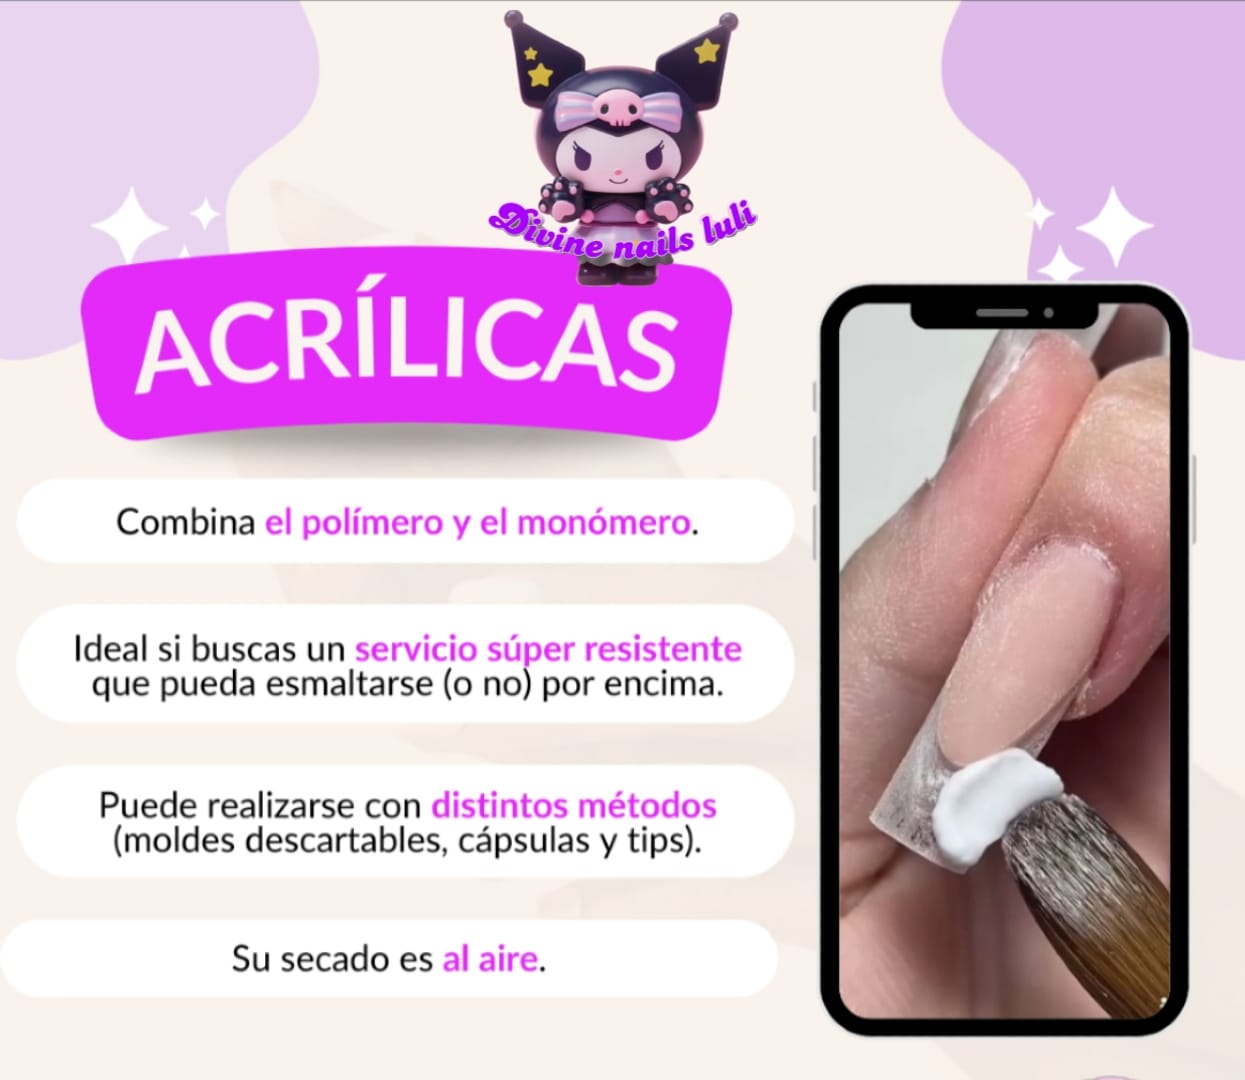 Divine nails luli
ACRÍLICAS
Combina el polímero y el monómero.
Ideal si buscas un servicio súper resistente
que pueda esmaltarse (o no) por encima.
Puede realizarse con distintos métodos
(moldes descartables, cápsulas y tips).
Su secado es al aire.